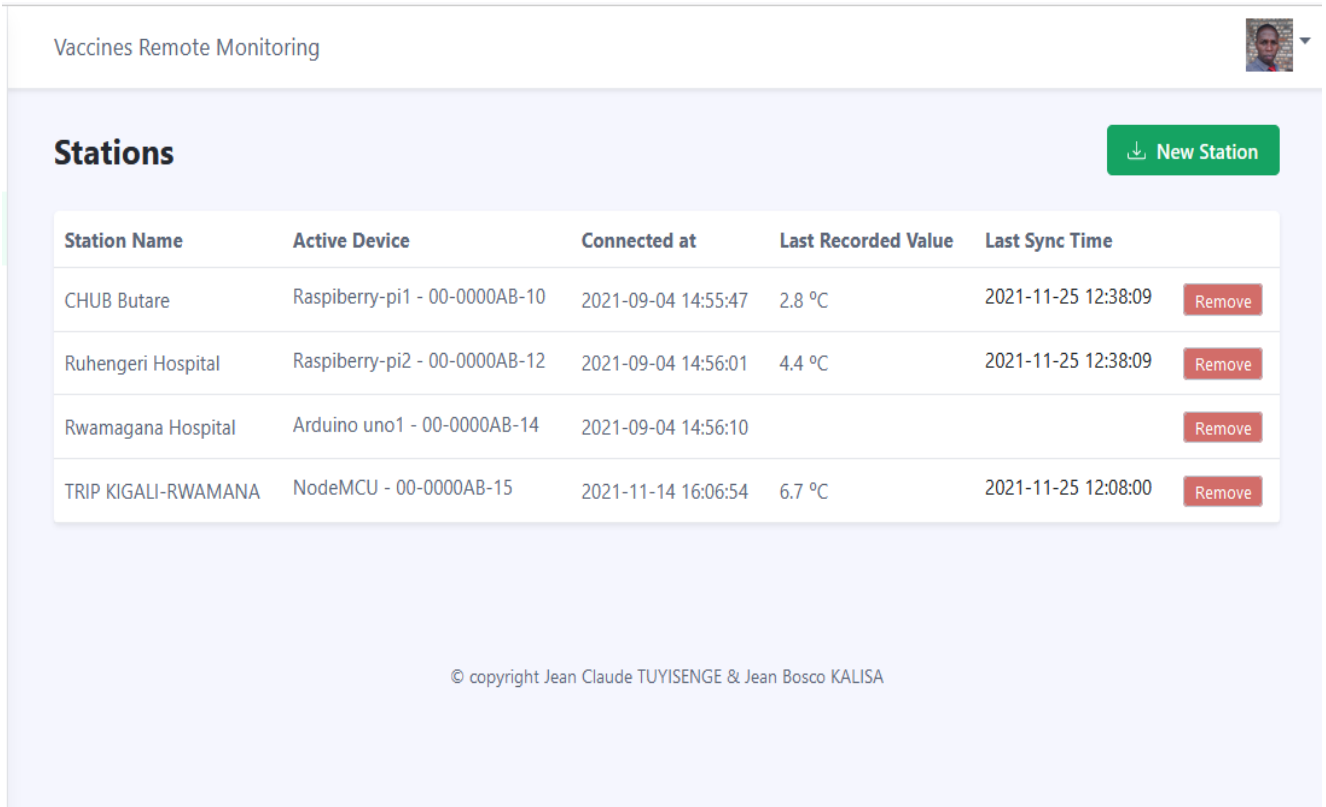 Vaccines Remote Monitoring
Stations
New Station
Station Name Active Device Connected at Last Recorded Value Last Sync Time
CHUB Butare Raspiberry-pi1 - 00-0000AB-10 2021-09-04 14:55:47 2.8 ºC 2021-11-25 12:38:09 Remove
Ruhengeri Hospital Raspiberry-pi2 - 00-0000AB-12 2021-09-04 14:56:01 4.4 ºC 2021-11-25 12:38:09 Remove
Rwamagana Hospital Arduino uno1 - 00-0000AB-14 2021-09-04 14:56:10 Remove
TRIP KIGALI-RWAMANA NodeMCU - 00-0000AB-15 2021-11-14 16:06:54 6.7 ºC 2021-11-25 12:08:00 Remove
© copyright Jean Claude TUYISENGE & Jean Bosco KALISA